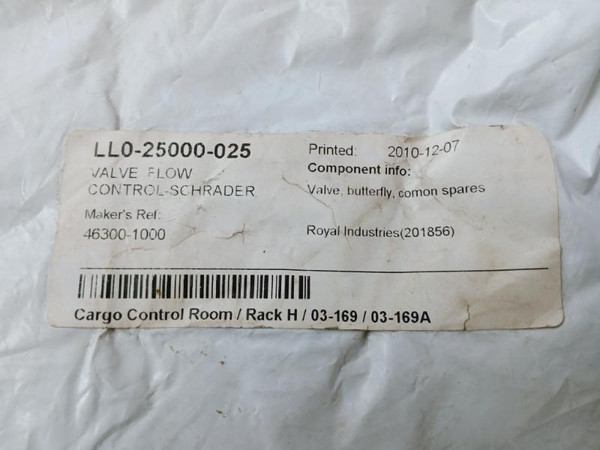 LL0-25000-025
VALVE FLOW
CONTROL-SCHRADER
Maker's Ref:
46300-1000
Printed: 2010-12-07
Component info:
Valve, butterfly, comon spares
Royal Industries(201856)
Cargo Control Room / Rack H / 03-169 / 03-169A